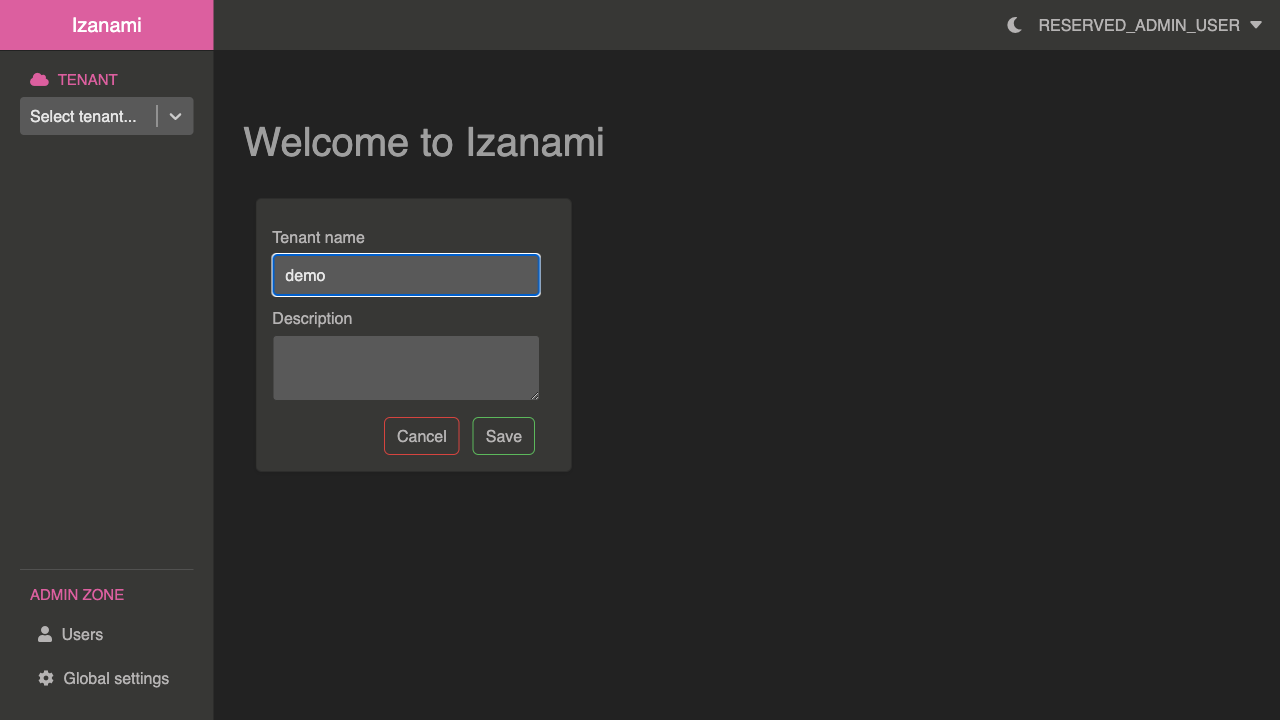 Izanami
RESERVED_ADMIN_USER
TENANT
Select tenant...
Welcome to Izanami
Tenant name
demo
Description
Cancel
Save
ADMIN ZONE
Users
Global settings